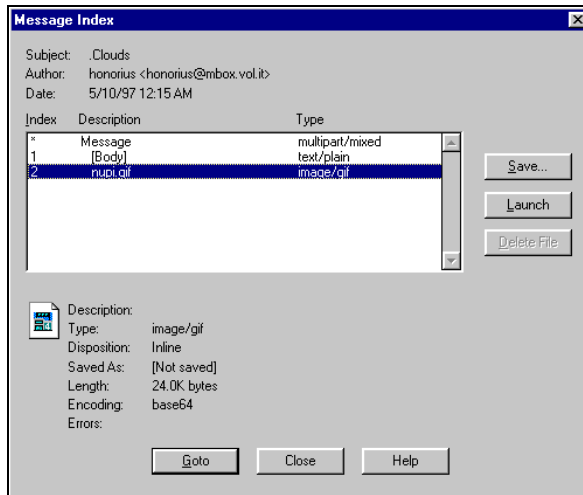 Message Index
Subject: .Clouds
Author: honorius <honorius@mbox.vol.it>
Date: 5/10/97 12:15 AM
Index Description Type
* Message multipart/mixed
1 [Body] text/plain
2 nupi.gif image/gif
Save...
Launch
Delete File
Description:
Type: image/gif
Disposition: Inline
Saved As: [Not saved]
Length: 24.0K bytes
Encoding: base64
Errors:
Goto Close Help